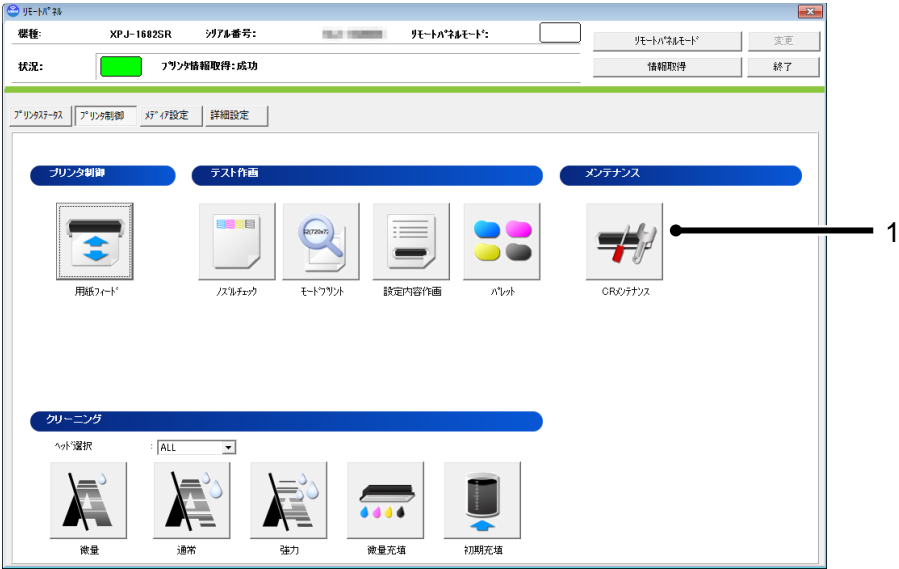 リモートパネル
機種: XPJ-1682SR シリアル番号: リモートパネルモード:
リモートパネルモード 変更
状況: プリンタ情報取得:成功
情報取得 終了
プリンタステータス プリンタ制御 メディア設定 詳細設定
プリンタ制御 テスト作画 メンテナンス
1
用紙フィード ノズルチェック モードプリント 設定内容作画 パレット CRメンテナンス
クリーニング
ヘッド選択 : ALL
微量 通常 強力 微量充填 初期充填